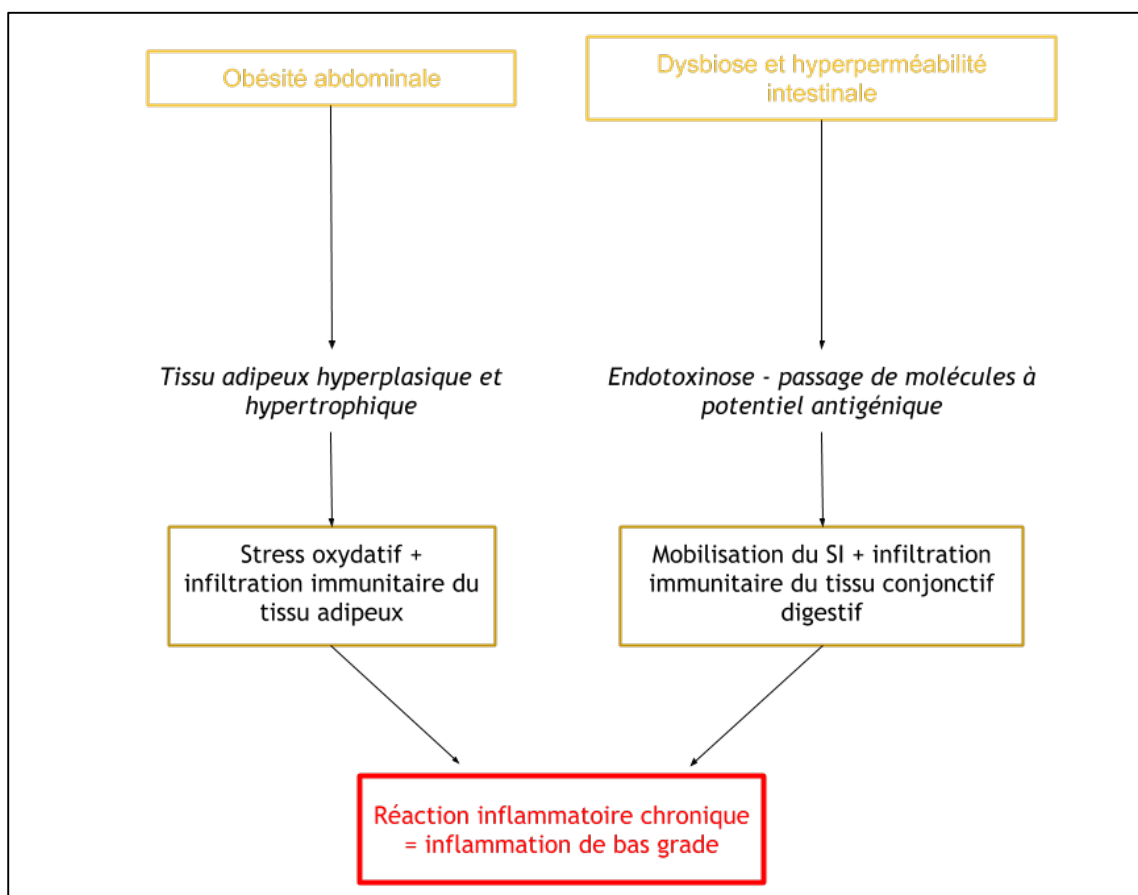 Obésité abdominale
Dysbiose et hyperperméabilité
intestinale
Tissu adipeux hyperplasique et
hypertrophique
Endotoxinose - passage de molécules à
potentiel antigénique
Stress oxydatif +
infiltration immunitaire du
tissu adipeux
Mobilisation du SI + infiltration
immunitaire du tissu conjonctif
digestif
Réaction inflammatoire chronique
= inflammation de bas grade